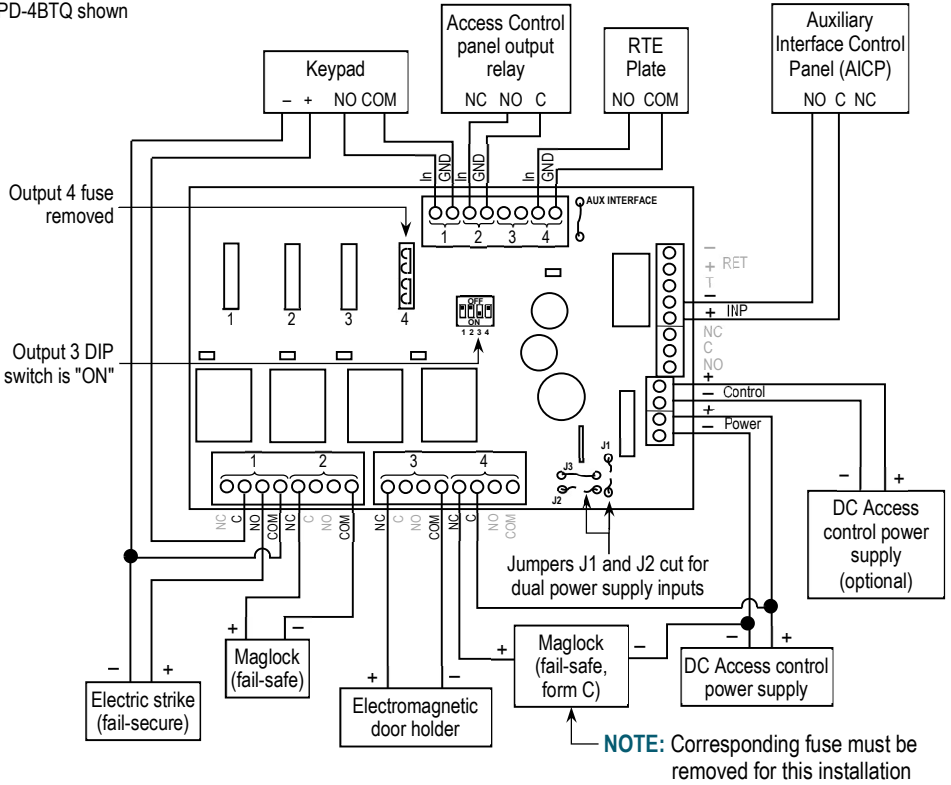 PD-4BTQ shown
Keypad
– + NO COM
Access Control
panel output
relay
NC NO C
RTE
Plate
NO COM
Auxiliary
Interface Control
Panel (AICP)
NO C NC
In
GND
In
GND
In
GND
1 2 3 4
AUX INTERFACE
Output 4 fuse
removed
1 2 3 4
OFF
ON
1 2 3 4
Output 3 DIP
switch is "ON"
–
+ RET
T
–
+ INP
NC
C
NO
+
– Control
+
– Power
J1
J3
J2
1 2 3 4
NC
C
NO
COM
NC
C
NO
COM
NC
C
NO
COM
NC
C
NO
COM
Jumpers J1 and J2 cut for
dual power supply inputs
– +
DC Access
control power
supply
(optional)
– +
DC Access control
power supply
+ –
Maglock
(fail-safe,
form C)
+ –
Maglock
(fail-safe)
– +
Electric strike
(fail-secure)
+ –
Electromagnetic
door holder
NOTE: Corresponding fuse must be
removed for this installation